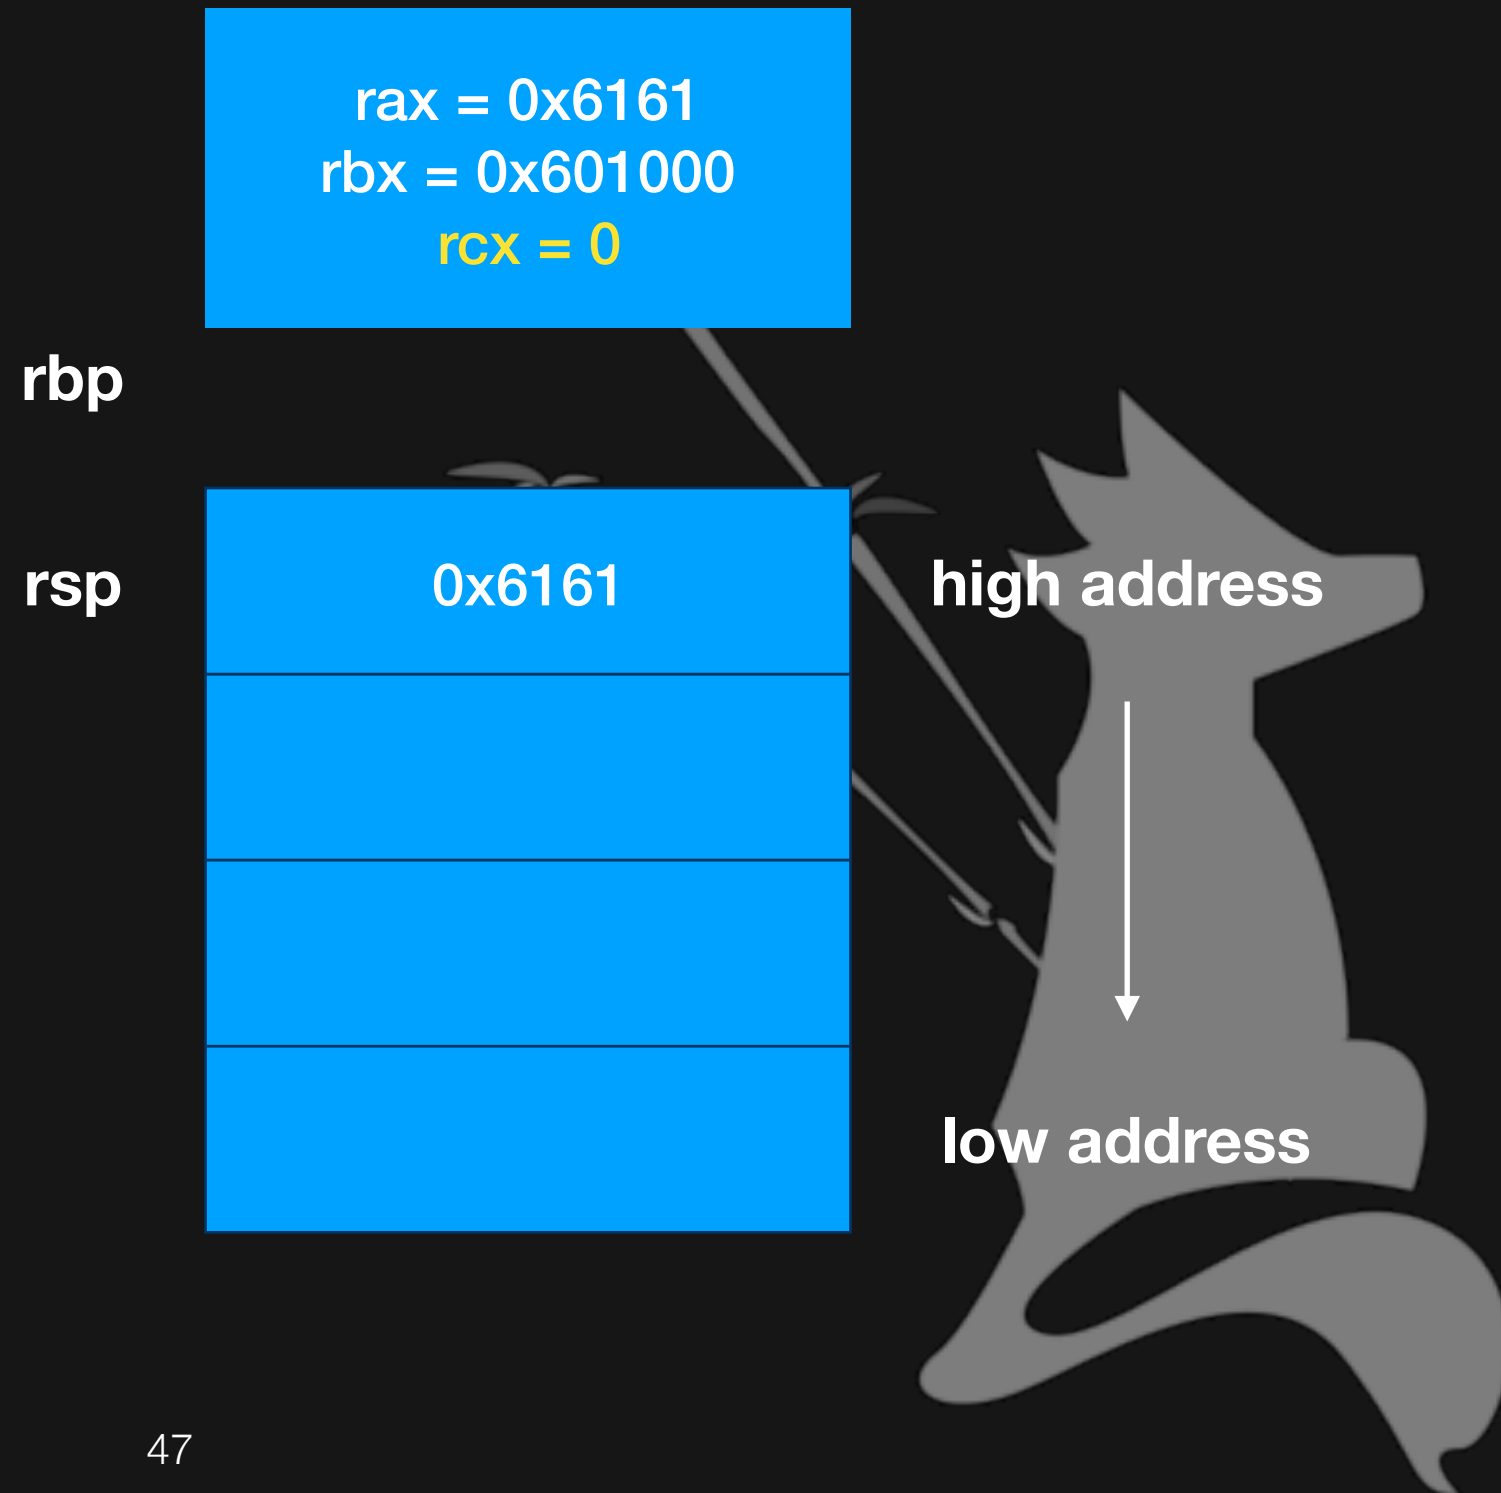 rax = 0x6161
rbx = 0x601000
rcx = 0
rbp
rsp
0x6161
high address
low address
47